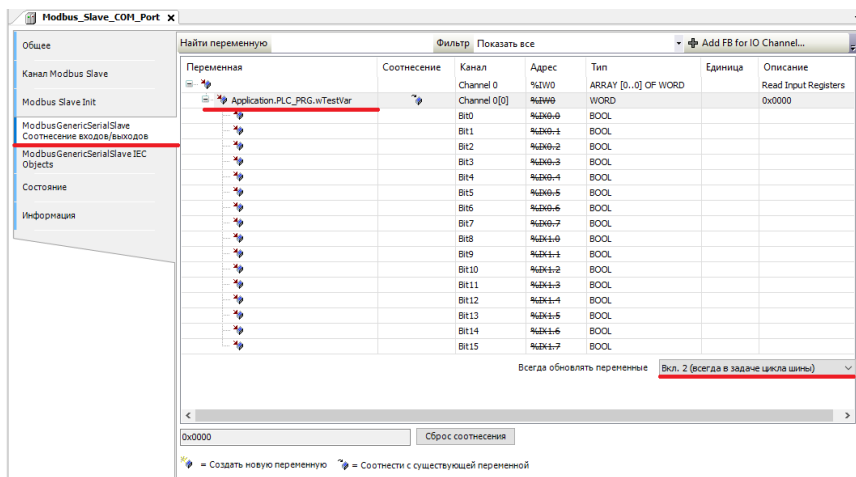 Modbus_Slave_COM_Port x
Общее
Канал Modbus Slave
Modbus Slave Init
ModbusGenericSerialSlave
Соотнесение входов/выходов
ModbusGenericSerialSlave IEC
Objects
Состояние
Информация
Найти переменную Фильтр Показать все Add FB for IO Channel...
Переменная Соотнесение Канал Адрес Тип Единица Описание
Channel 0 %IW0 ARRAY [0..0] OF WORD Read Input Registers
Application.PLC_PRG.wTestVar Channel 0[0] %IW0 WORD 0x0000
Bit0 %IX0.0 BOOL
Bit1 %IX0.1 BOOL
Bit2 %IX0.2 BOOL
Bit3 %IX0.3 BOOL
Bit4 %IX0.4 BOOL
Bit5 %IX0.5 BOOL
Bit6 %IX0.6 BOOL
Bit7 %IX0.7 BOOL
Bit8 %IX1.0 BOOL
Bit9 %IX1.1 BOOL
Bit10 %IX1.2 BOOL
Bit11 %IX1.3 BOOL
Bit12 %IX1.4 BOOL
Bit13 %IX1.5 BOOL
Bit14 %IX1.6 BOOL
Bit15 %IX1.7 BOOL
Всегда обновлять переменные Вкл. 2 (всегда в задаче цикла шины)
0x0000 Сброс соотнесения
= Создать новую переменную = Соотнести с существующей переменной